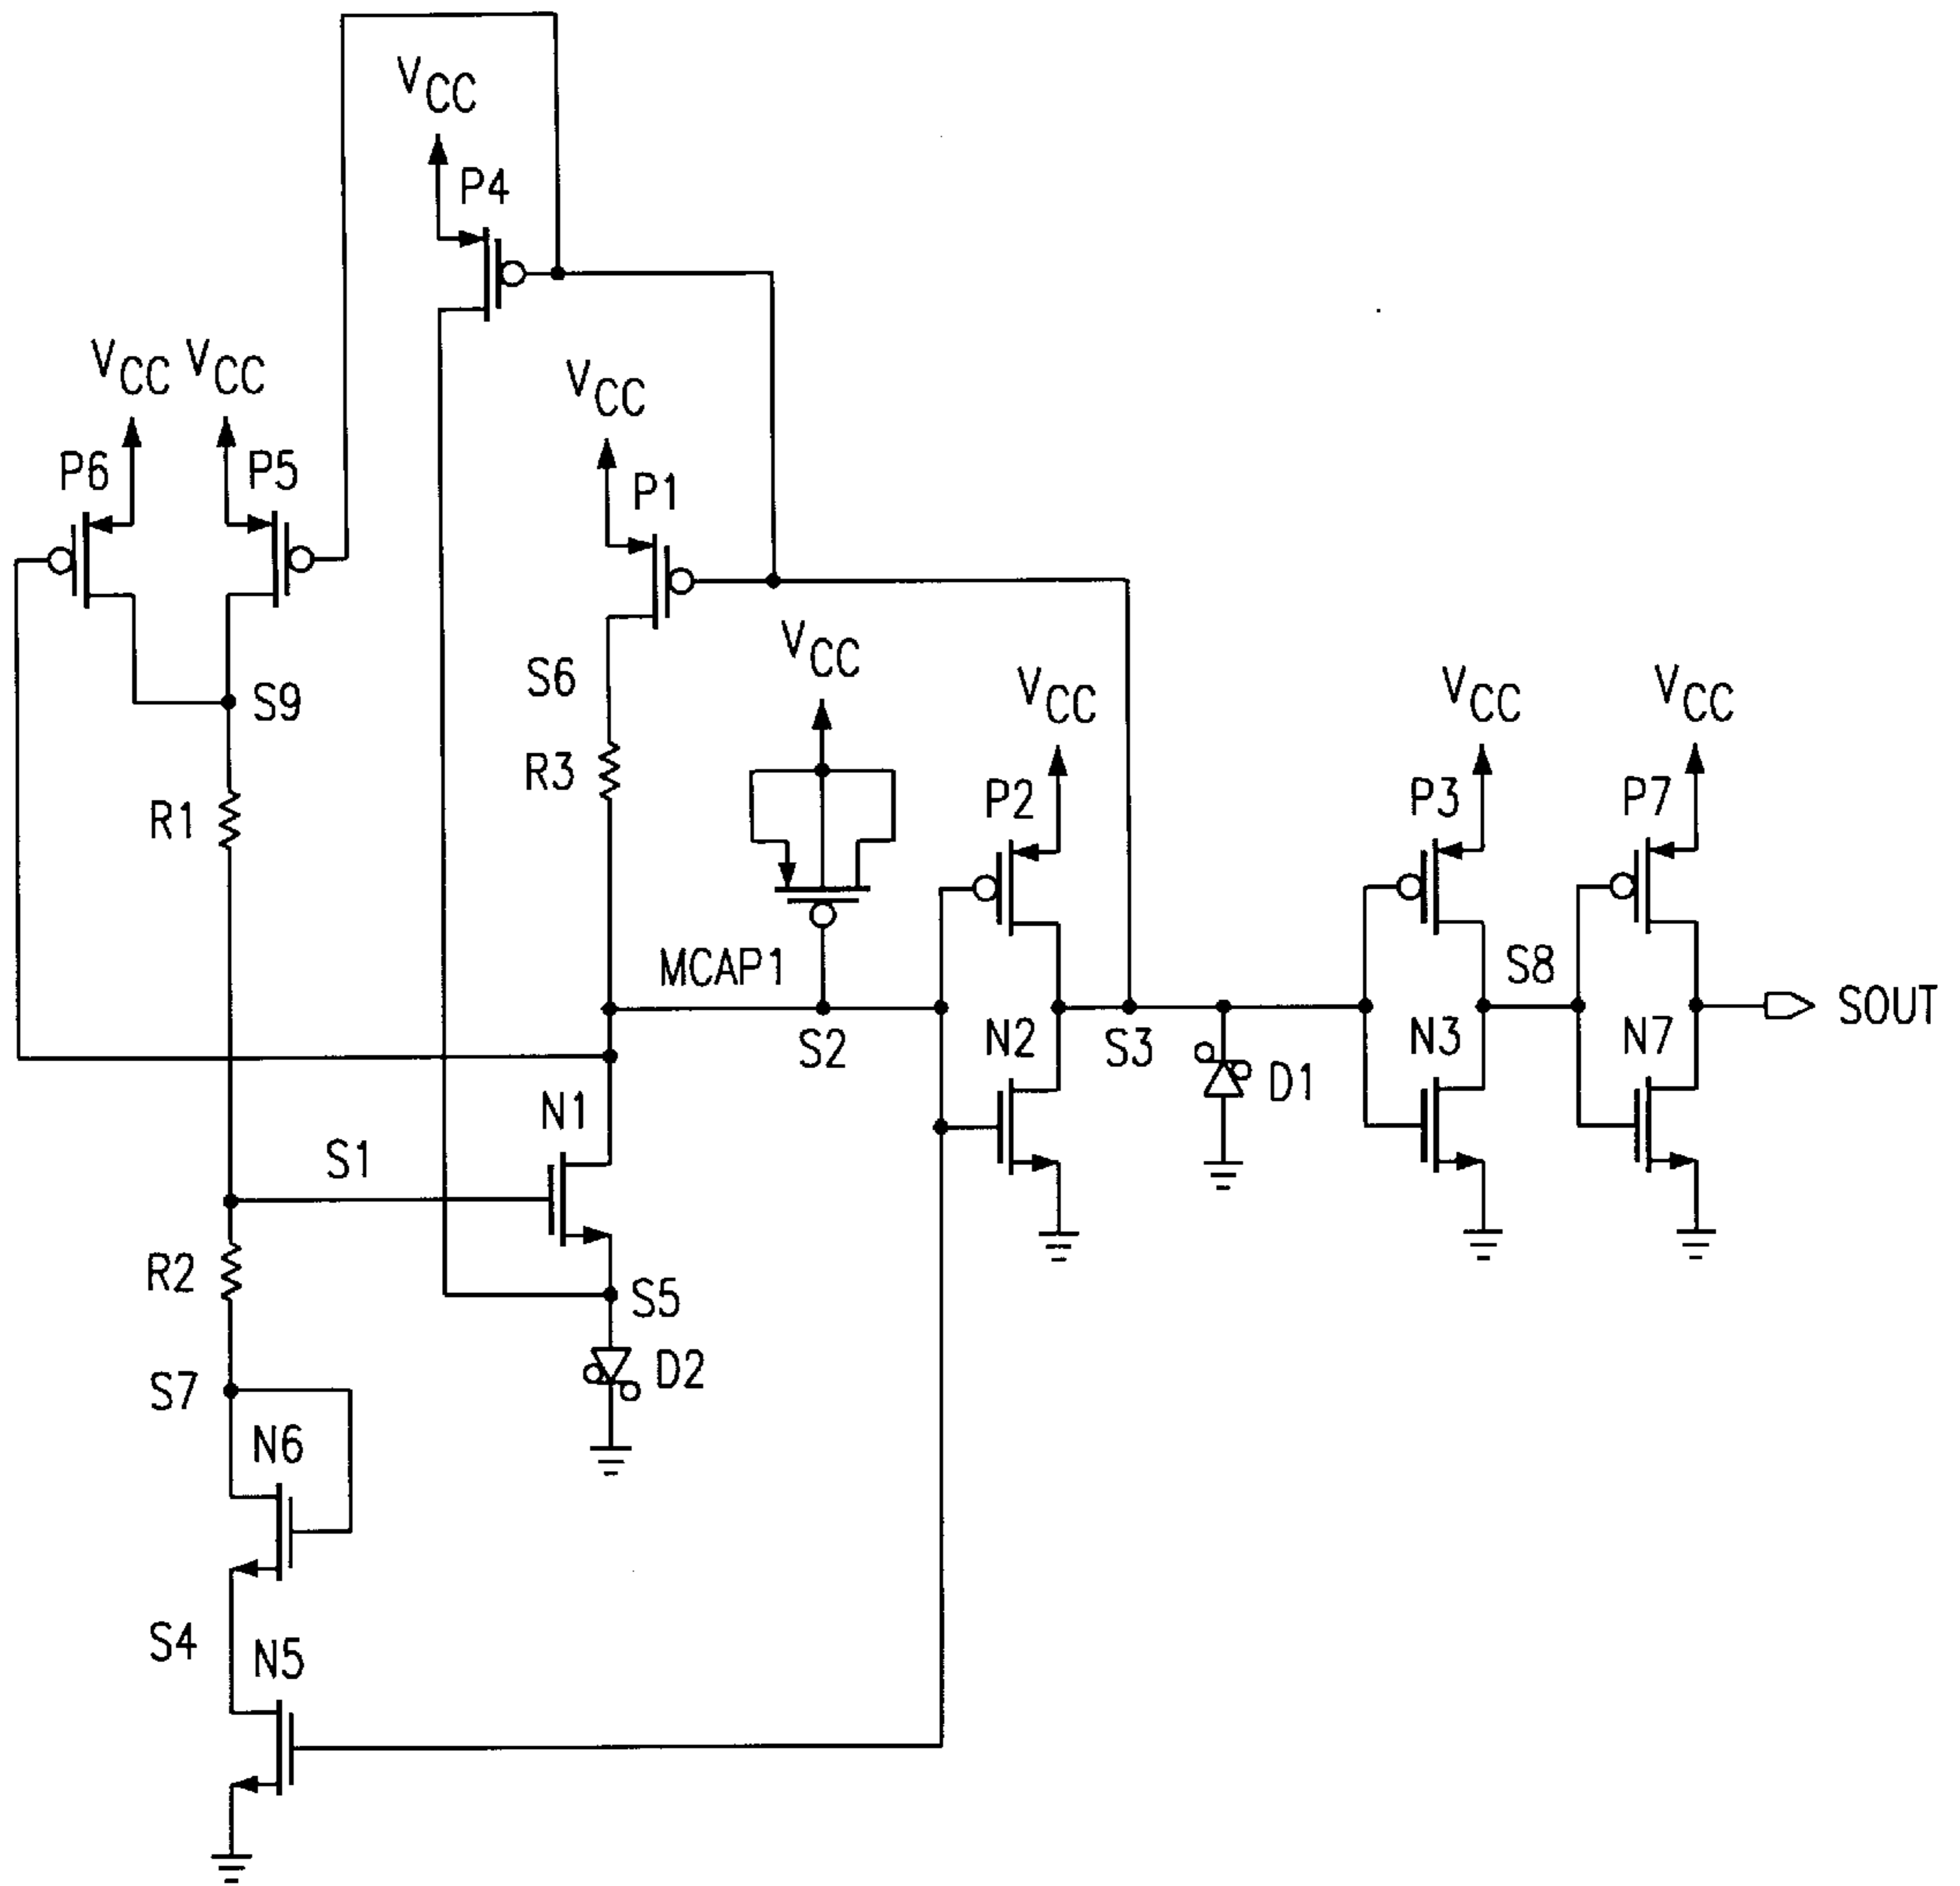 VCC
P4
VCC VCC
VCC
P6
P5
P1
VCC
S6
VCC
VCC
VCC
S9
R3
P2
P3
P7
R1
MCAP1
S8
SOUT
S2
N2
S3
N3
N7
D1
N1
S1
R2
S5
D2
S7
N6
S4
N5